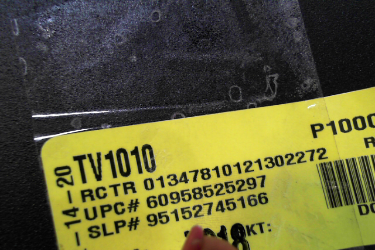 TV1010
P1000
14 - 20
RCTR 01347810121302272
UPC# 60958525297
SLP# 95152745166
KT: